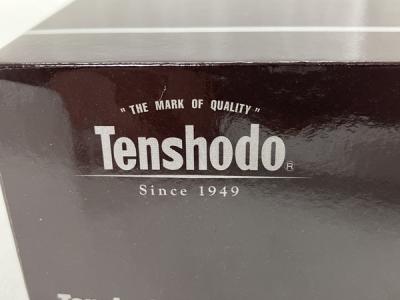 "THE MARK OF QUALITY"
Tenshodo®
Since 1949